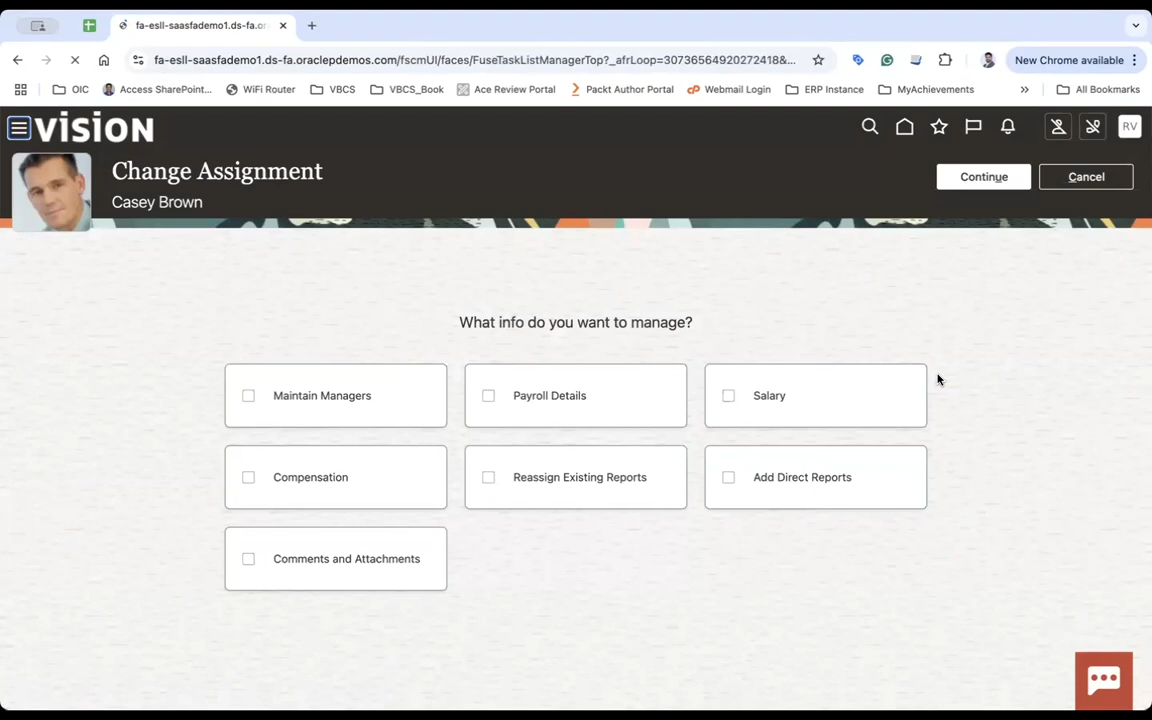 fa-esll-saasfademo1.ds-fa.or
fa-esll-saasfademo1.ds-fa.oraclepdemos.com/fscmUI/faces/FuseTaskListManagerTop?_afrLoop=30736564920272418&...
New Chrome available
OIC
Access SharePoint...
WiFi Router
VBCS
VBCS_Book
Ace Review Portal
Packt Author Portal
Webmail Login
ERP Instance
MyAchievements
»
All Bookmarks
VISION
RV
Change Assignment
Casey Brown
Continue
Cancel
What info do you want to manage?
Maintain Managers
Payroll Details
Salary
Compensation
Reassign Existing Reports
Add Direct Reports
Comments and Attachments